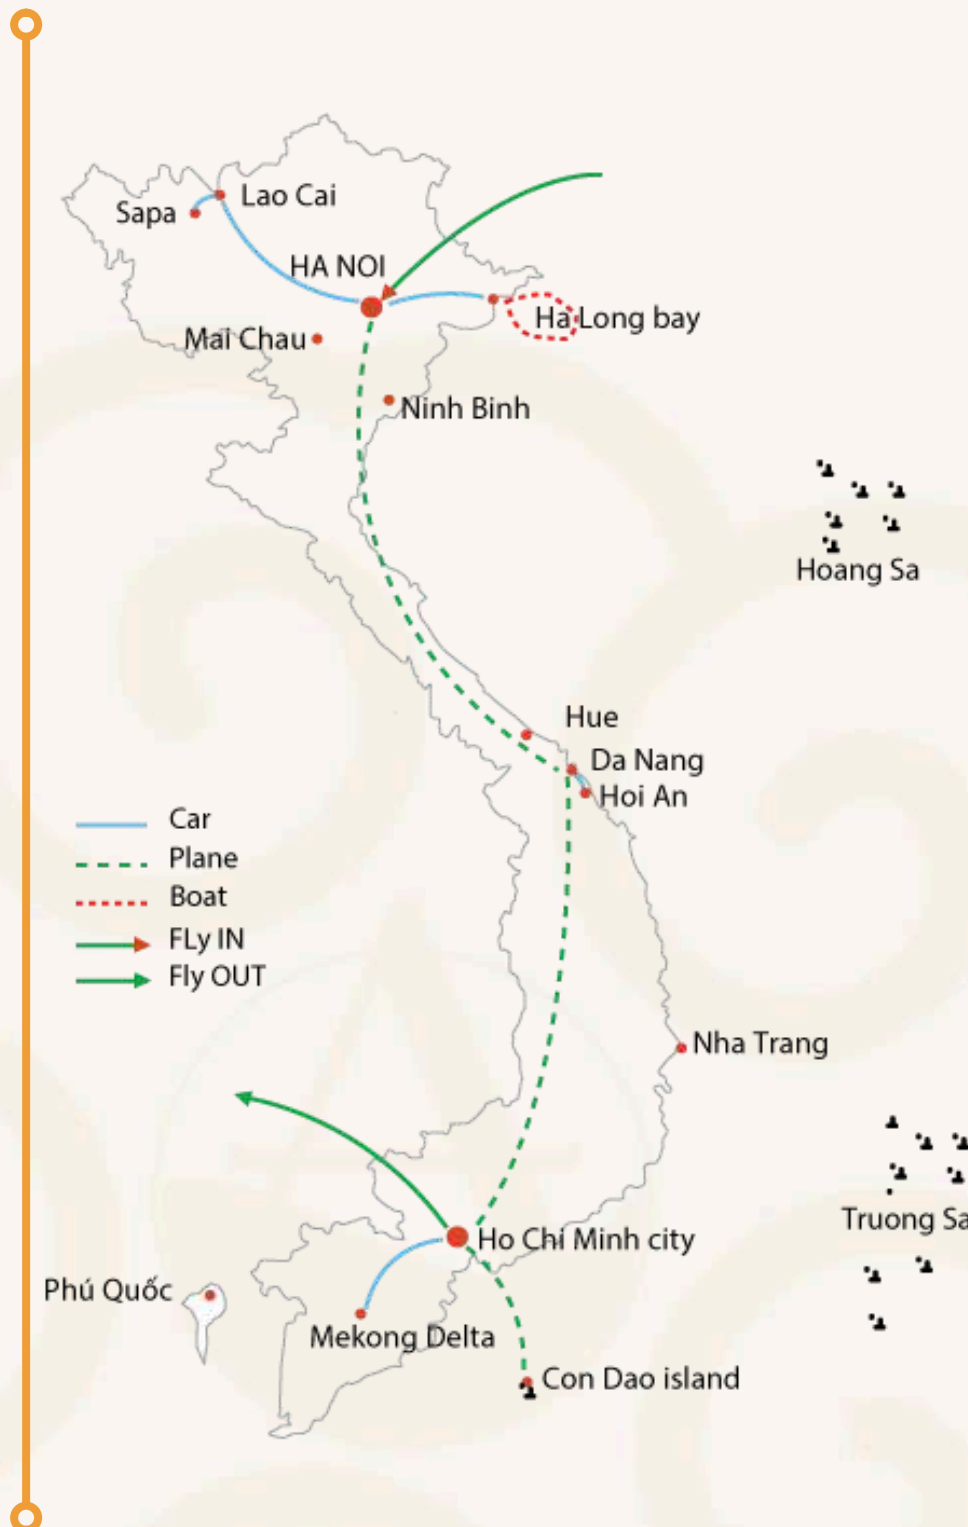 Lao Cai
Sapa
HA NOI
Ha Long bay
Mai Chau
Ninh Binh
Hoang Sa
Hue
Da Nang
Hoi An
Car
Plane
Boat
FLy IN
Fly OUT
Nha Trang
Truong Sa
Ho Chi Minh city
Phú Quốc
Mekong Delta
Con Dao island